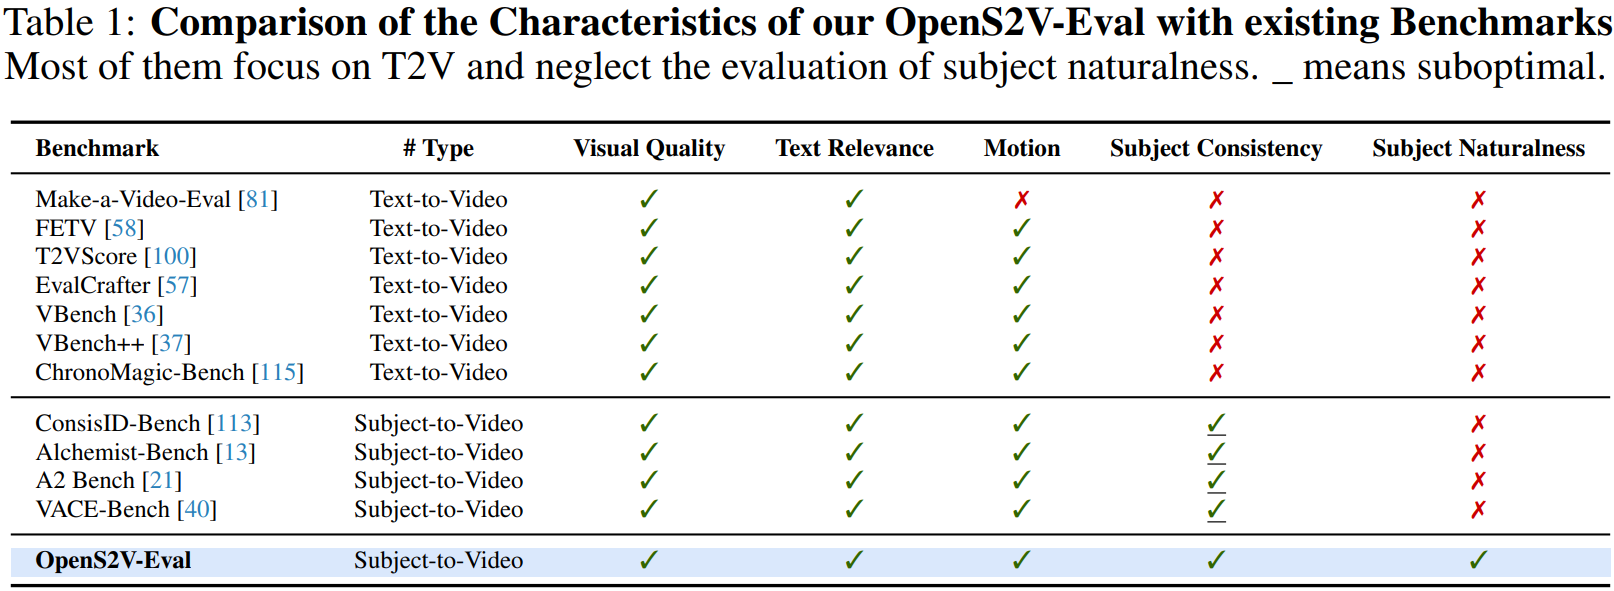 Table 1: Comparison of the Characteristics of our OpenS2V-Eval with existing Benchmarks
Most of them focus on T2V and neglect the evaluation of subject naturalness. _ means suboptimal.
Benchmark # Type Visual Quality Text Relevance Motion Subject Consistency Subject Naturalness
Make-a-Video-Eval [81] Text-to-Video ✓ ✓ ✗ ✗ ✗
FETV [58] Text-to-Video ✓ ✓ ✓ ✗ ✗
T2VScore [100] Text-to-Video ✓ ✓ ✓ ✗ ✗
EvalCrafter [57] Text-to-Video ✓ ✓ ✓ ✗ ✗
VBench [36] Text-to-Video ✓ ✓ ✓ ✗ ✗
VBench++ [37] Text-to-Video ✓ ✓ ✓ ✗ ✗
ChronoMagic-Bench [115] Text-to-Video ✓ ✓ ✓ ✗ ✗
ConsisID-Bench [113] Subject-to-Video ✓ ✓ ✓ ✓ ✗
Alchemist-Bench [13] Subject-to-Video ✓ ✓ ✓ ✓ ✗
A2 Bench [21] Subject-to-Video ✓ ✓ ✓ ✓ ✗
VACE-Bench [40] Subject-to-Video ✓ ✓ ✓ ✓ ✗
OpenS2V-Eval Subject-to-Video ✓ ✓ ✓ ✓ ✓